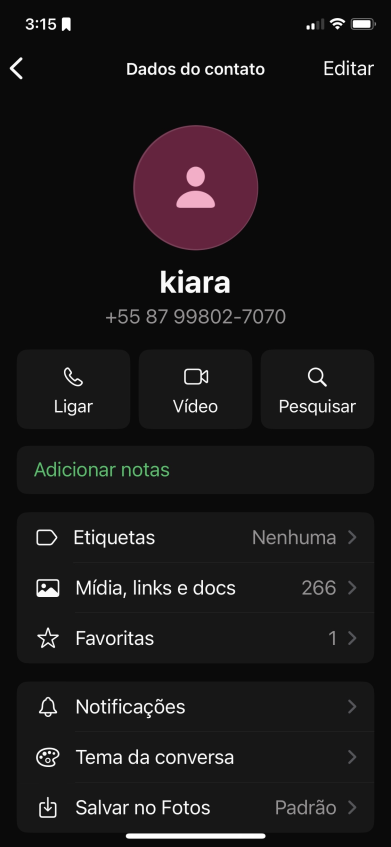 3:15
Dados do contato
Editar
kiara
+55 87 99802-7070
Ligar
Vídeo
Pesquisar
Adicionar notas
Etiquetas Nenhuma
Mídia, links e docs 266
Favoritas 1
Notificações
Tema da conversa
Salvar no Fotos Padrão